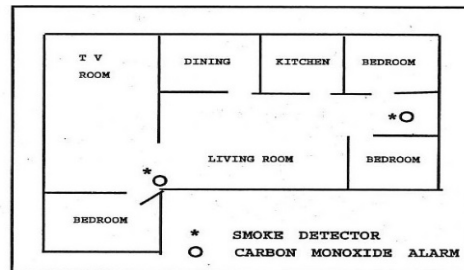 T V
ROOM
DINING
KITCHEN
BEDROOM
*
LIVING ROOM
BEDROOM
*
BEDROOM
* SMOKE DETECTOR
O CARBON MONOXIDE ALARM